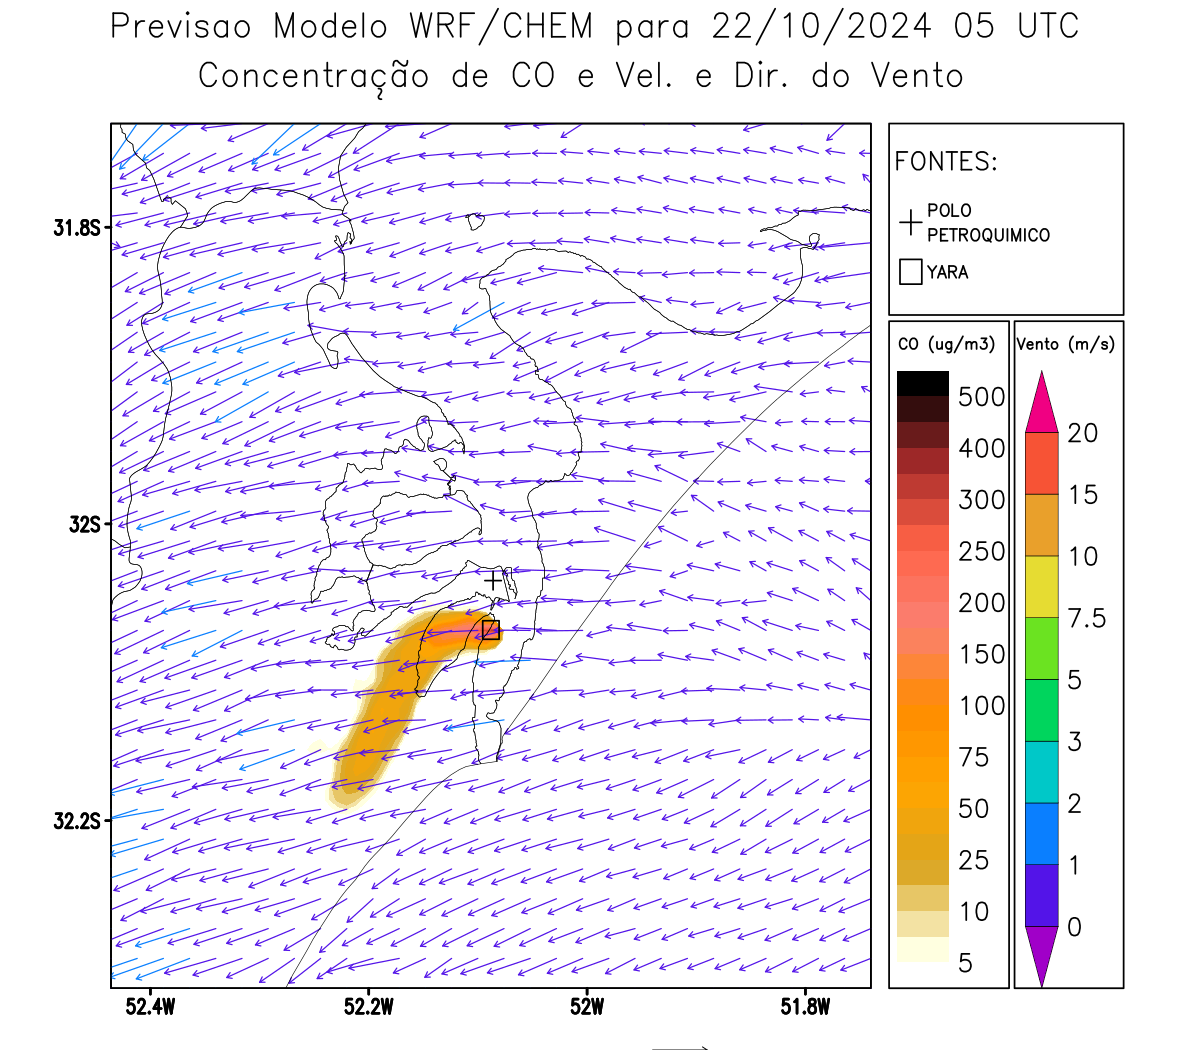 Previsao Modelo WRF/CHEM para 22/10/2024 05 UTC
Concentração de CO e Vel. e Dir. do Vento
FONTES:
POLO
PETROQUIMICO
YARA
31.8S
32S
32.2S
52.4W
52.2W
52W
51.8W
CO (ug/m3)
500
400
300
250
200
150
100
75
50
25
10
5
Vento (m/s)
20
15
10
7.5
5
3
2
1
0